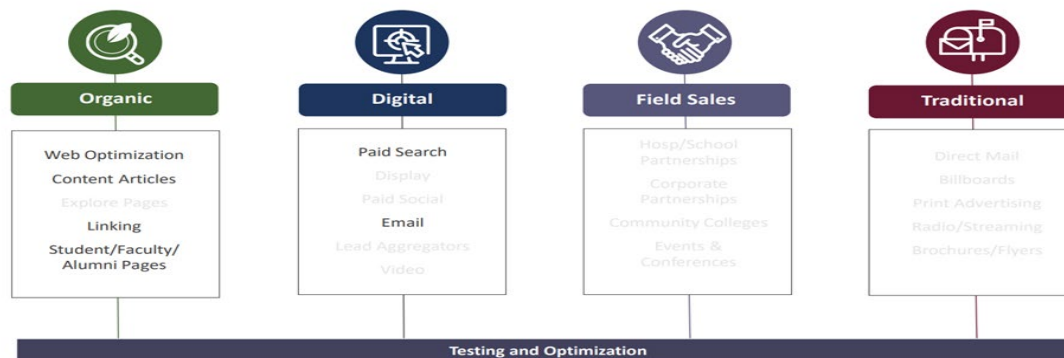 Organic
Web Optimization
Content Articles
Explore Pages
Linking
Student/Faculty/
Alumni Pages
Digital
Paid Search
Display
Paid Social
Email
Lead Aggregators
Video
Field Sales
Hosp/School
Partnerships
Corporate
Partnerships
Community Colleges
Events &
Conferences
Traditional
Direct Mail
Billboards
Print Advertising
Radio/Streaming
Brochures/Flyers
Testing and Optimization